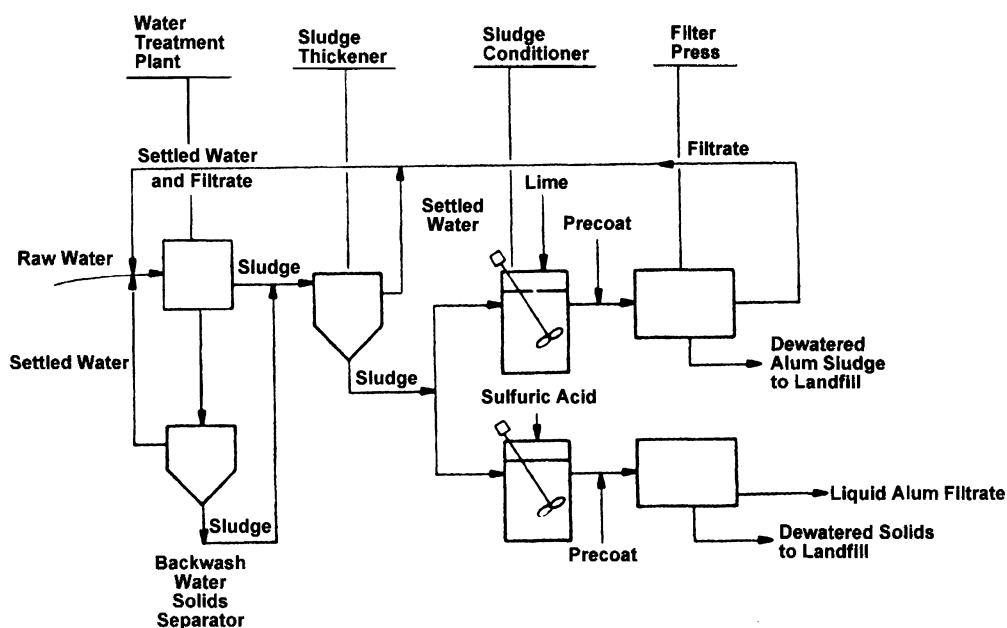 Water
Treatment
Plant
Sludge
Thickener
Sludge
Conditioner
Filter
Press
Settled Water
and Filtrate
Filtrate
Lime
Settled
Water
Precoat
Raw Water
Sludge
Settled Water
Sludge
Dewatered
Alum Sludge
to Landfill
Sulfuric Acid
Liquid Alum Filtrate
Sludge
Precoat
Dewatered Solids
to Landfill
Backwash
Water
Solids
Separator